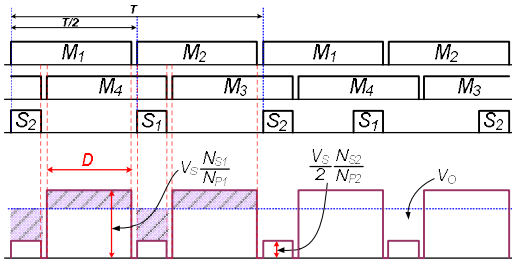 T
T/2
M1 M2 M1 M2
M4 M3 M4 M3
S2 S1 S2 S1 S2
D
VS NS1/NP1
VS/2 NS2/NP2
VO